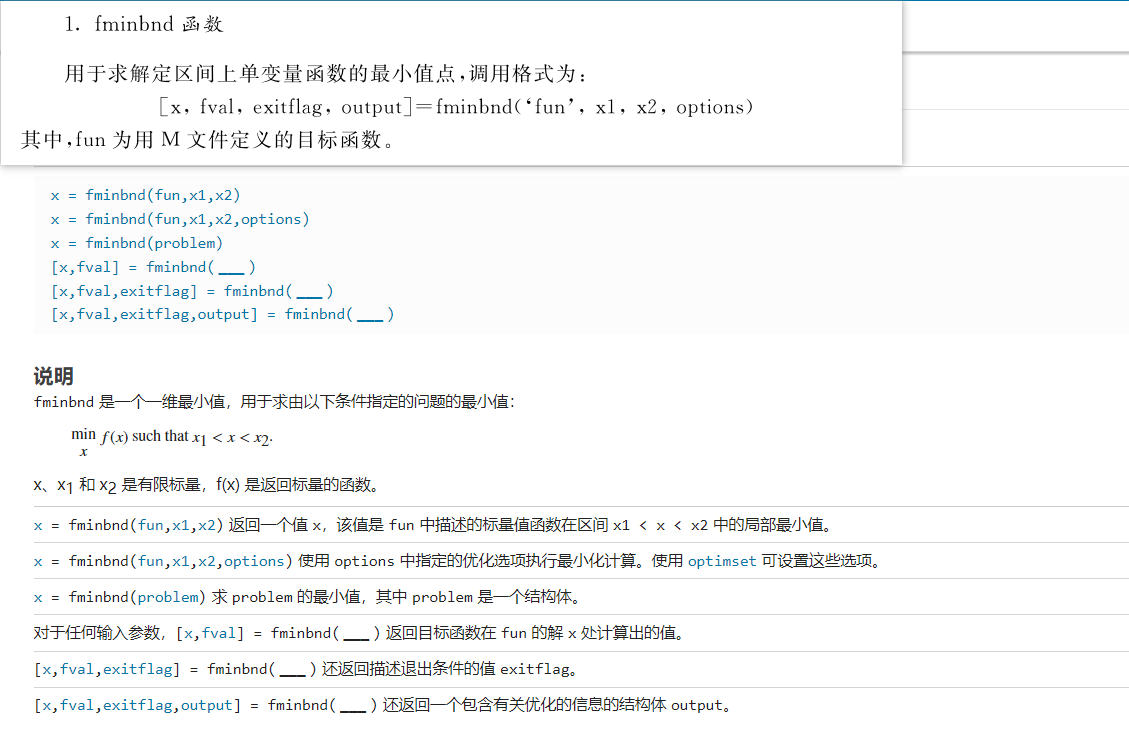 1. fminbnd 函数
用于求解定区间上单变量函数的最小值点,调用格式为:
[x, fval, exitflag, output]=fminbnd(‘fun’, x1, x2, options)
其中,fun 为用 M 文件定义的目标函数。
x = fminbnd(fun,x1,x2)
x = fminbnd(fun,x1,x2,options)
x = fminbnd(problem)
[x,fval] = fminbnd(___)
[x,fval,exitflag] = fminbnd(___)
[x,fval,exitflag,output] = fminbnd(___)
说明
fminbnd 是一个一维最小值，用于求由以下条件指定的问题的最小值：
min f(x) such that x1 < x < x2.
x
x、x1 和 x2 是有限标量，f(x) 是返回标量的函数。
x = fminbnd(fun,x1,x2) 返回一个值 x，该值是 fun 中描述的标量值函数在区间 x1 < x < x2 中的局部最小值。
x = fminbnd(fun,x1,x2,options) 使用 options 中指定的优化选项执行最小化计算。使用 optimset 可设置这些选项。
x = fminbnd(problem) 求 problem 的最小值，其中 problem 是一个结构体。
对于任何输入参数，[x,fval] = fminbnd(___) 返回目标函数在 fun 的解 x 处计算出的值。
[x,fval,exitflag] = fminbnd(___) 还返回描述退出条件的值 exitflag。
[x,fval,exitflag,output] = fminbnd(___) 还返回一个包含有关优化的信息的结构体 output。